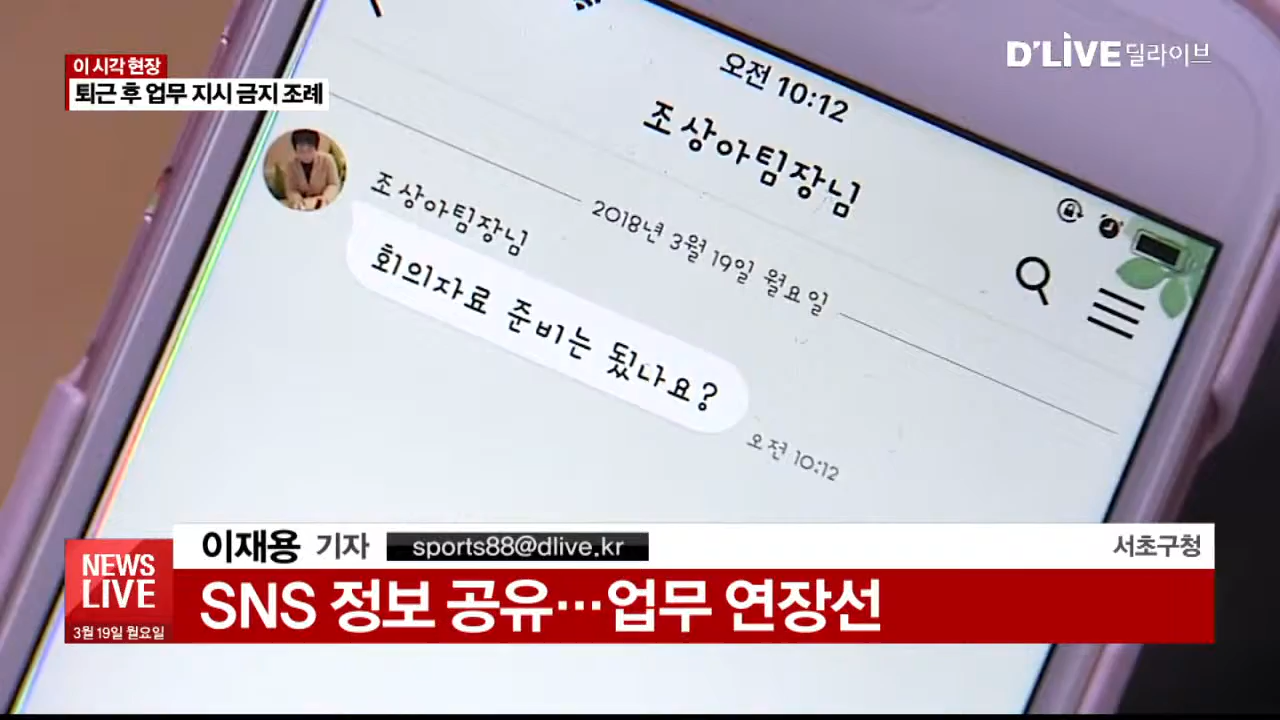 이 시각 현장
퇴근 후 업무 지시 금지 조례
D'LIVE 딜라이브
오전 10:12
조상아팀장님
2018년 3월 19일 월요일
조상아팀장님
회의자료 준비는 됐나요?
오전 10:12
이재용 기자 sports88@dlive.kr
서초구청
NEWS
LIVE
3월 19일 월요일
SNS 정보 공유…업무 연장선